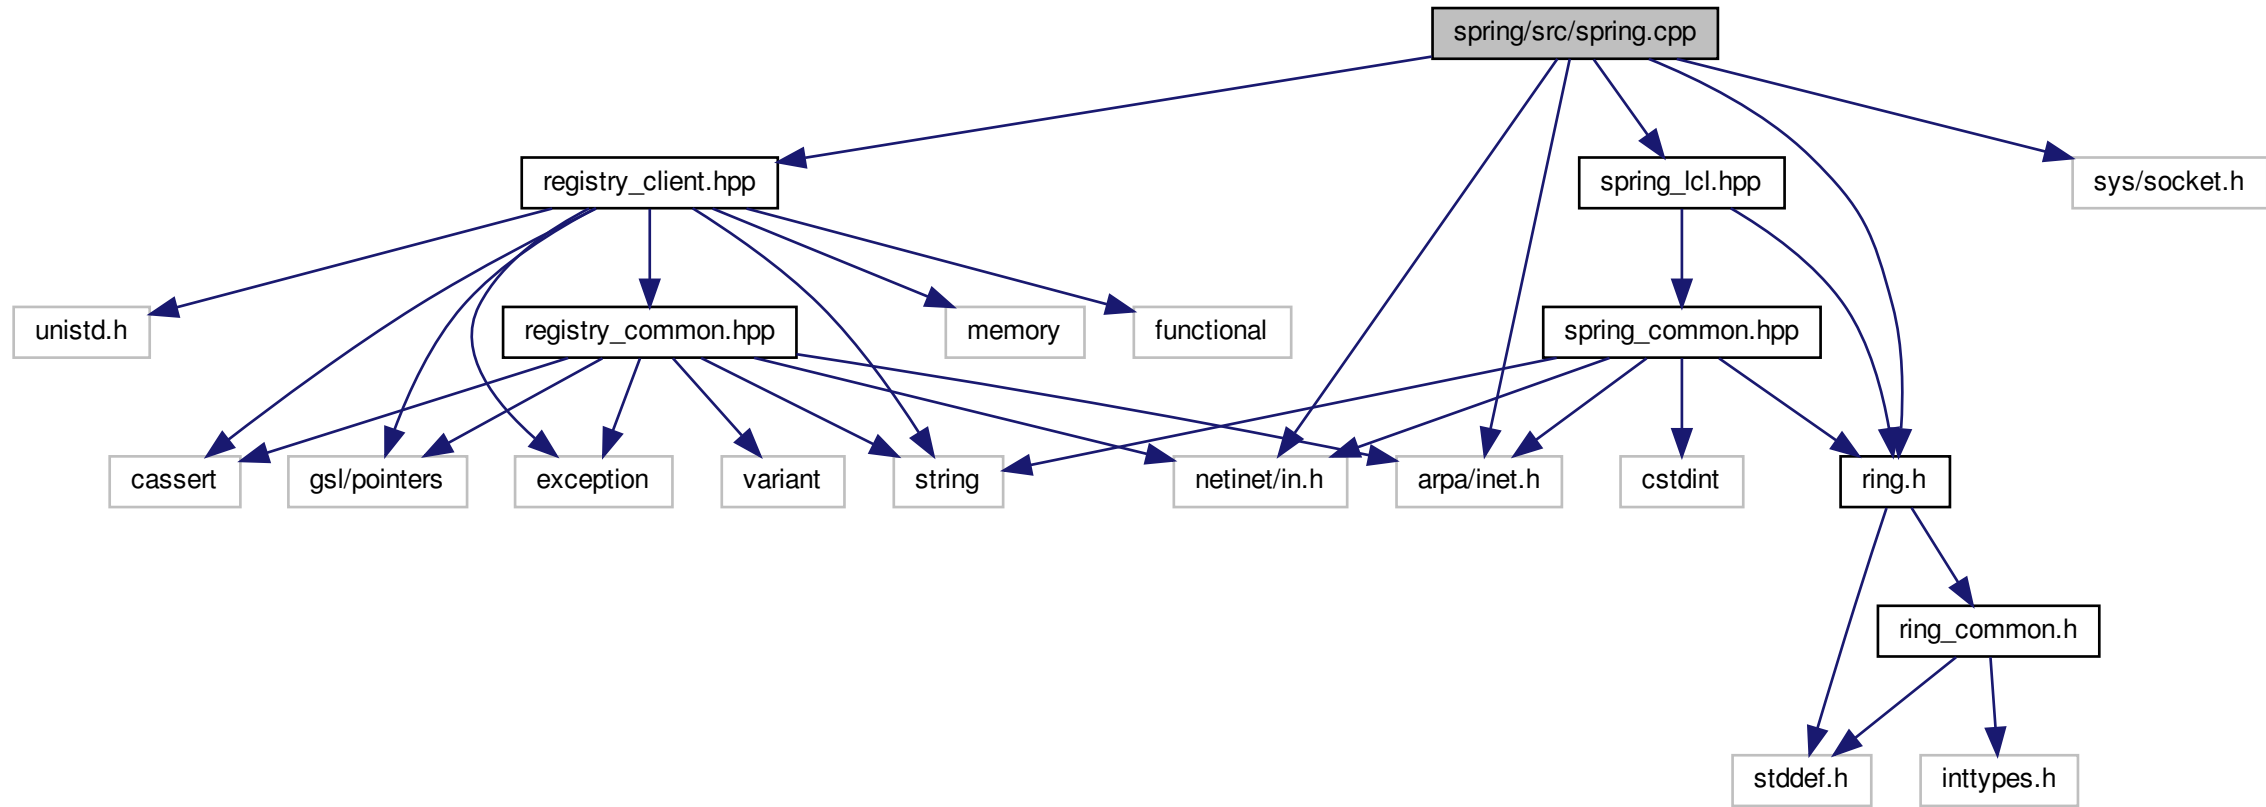 spring/src/spring.cpp
registry_client.hpp
spring_lcl.hpp
sys/socket.h
unistd.h
registry_common.hpp
memory
functional
spring_common.hpp
cassert
gsl/pointers
exception
variant
string
netinet/in.h
arpa/inet.h
cstdint
ring.h
ring_common.h
stddef.h
inttypes.h